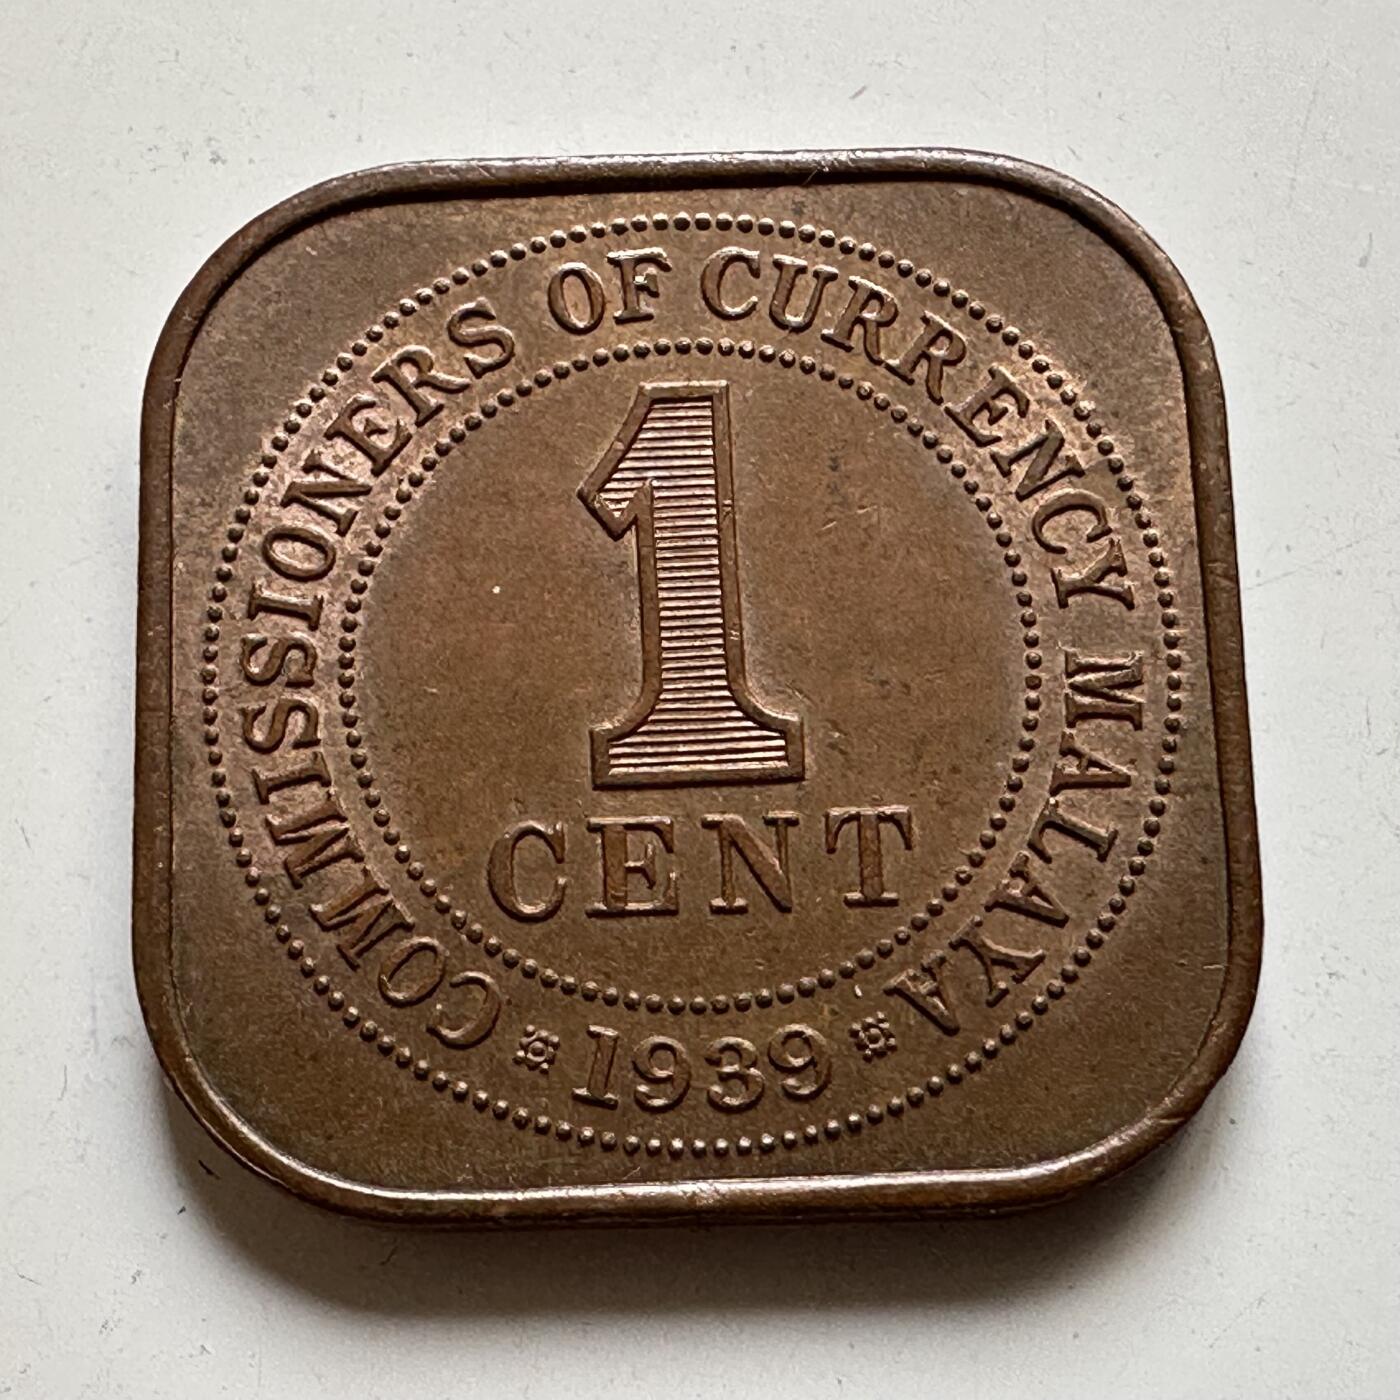 COMMISSIONERS OF CURRENCY MALAYA
1
CENT
1939